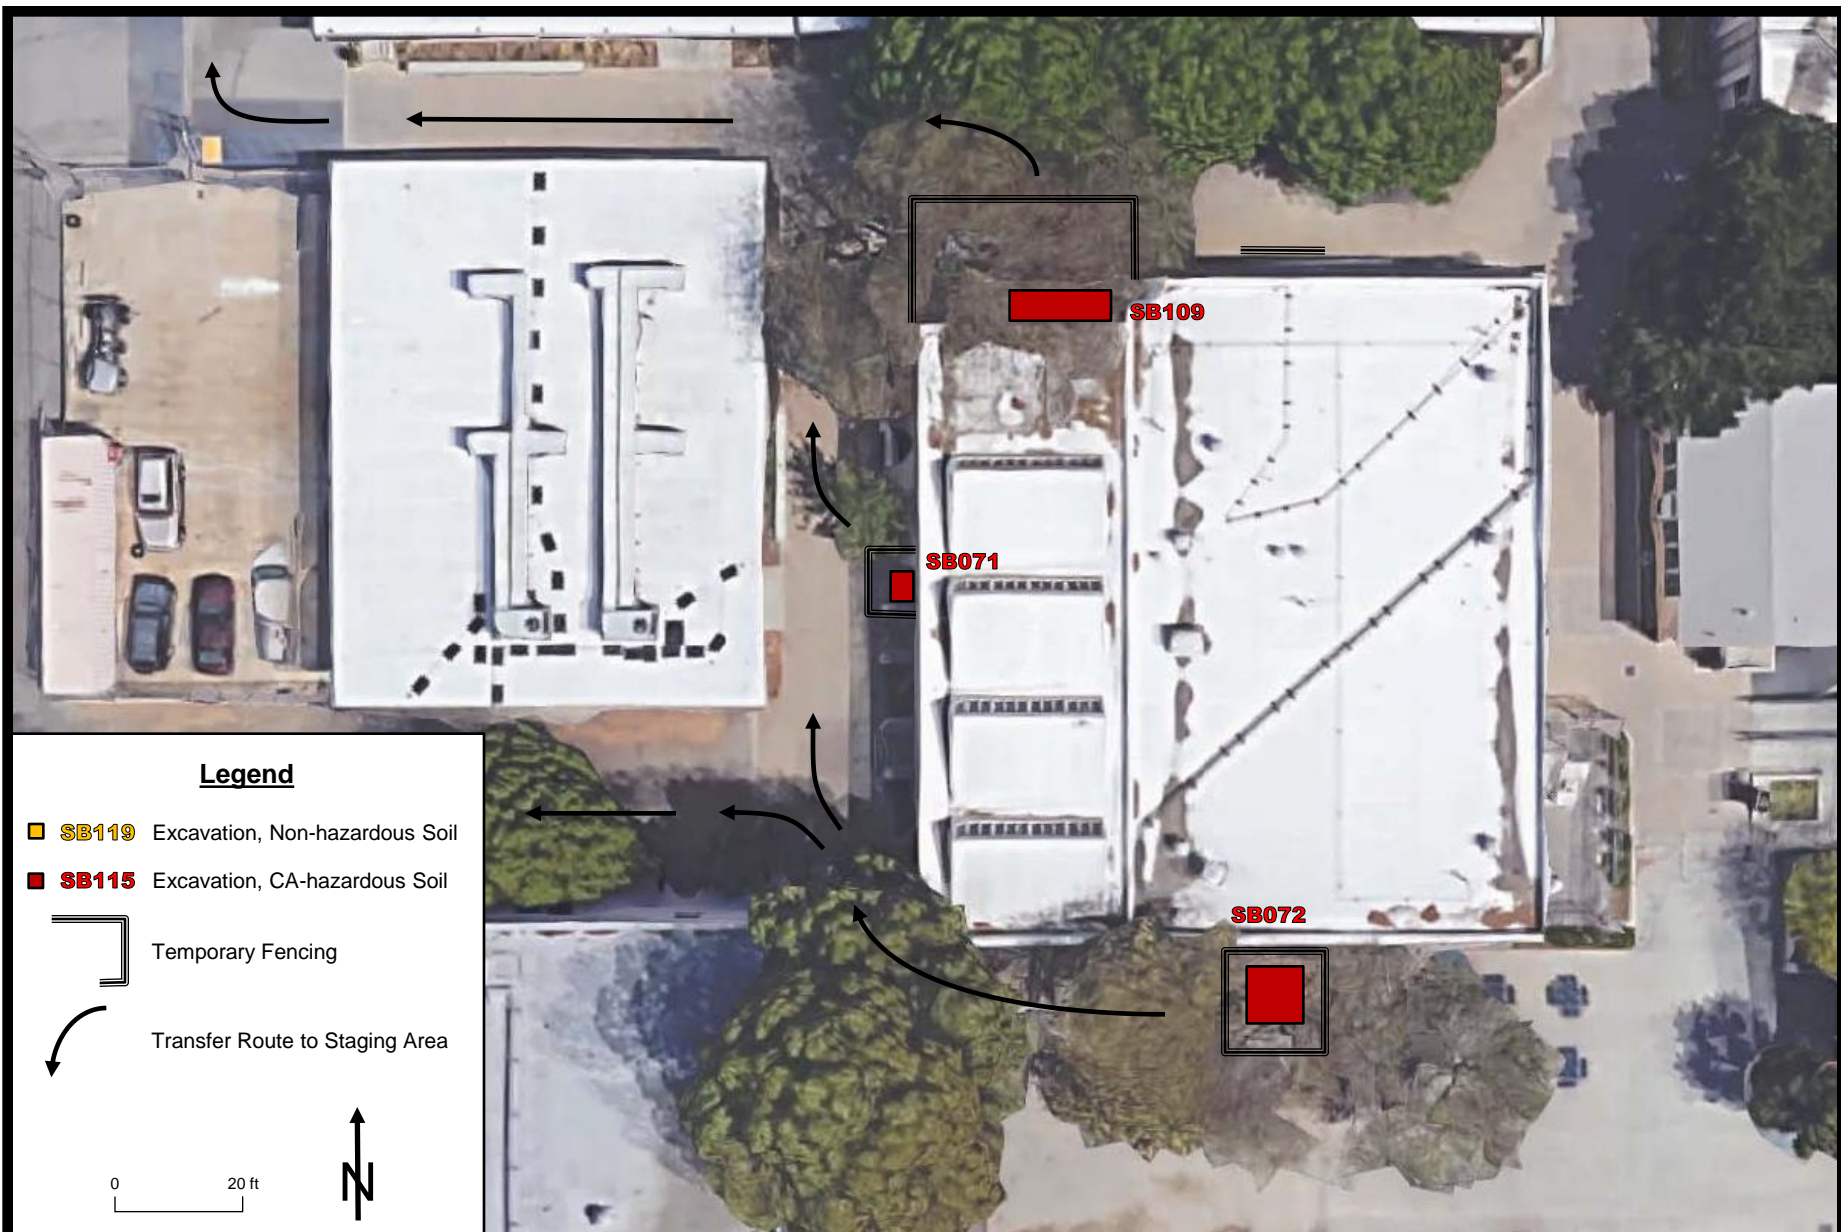 SB109
SB071
SB072
Legend
SB119 Excavation, Non-hazardous Soil
SB115 Excavation, CA-hazardous Soil
Temporary Fencing
Transfer Route to Staging Area
0 20 ft
N